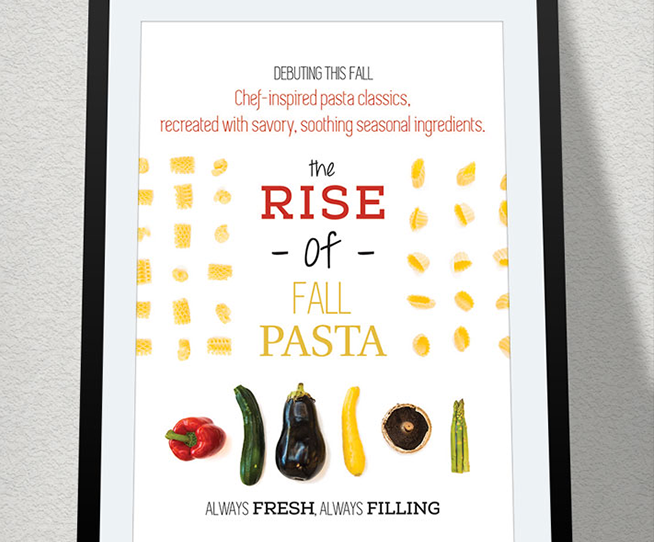 DEBUTING THIS FALL
Chef-inspired pasta classics,
recreated with savory, soothing seasonal ingredients.
the
RISE
- of -
FALL
PASTA
ALWAYS FRESH, ALWAYS FILLING